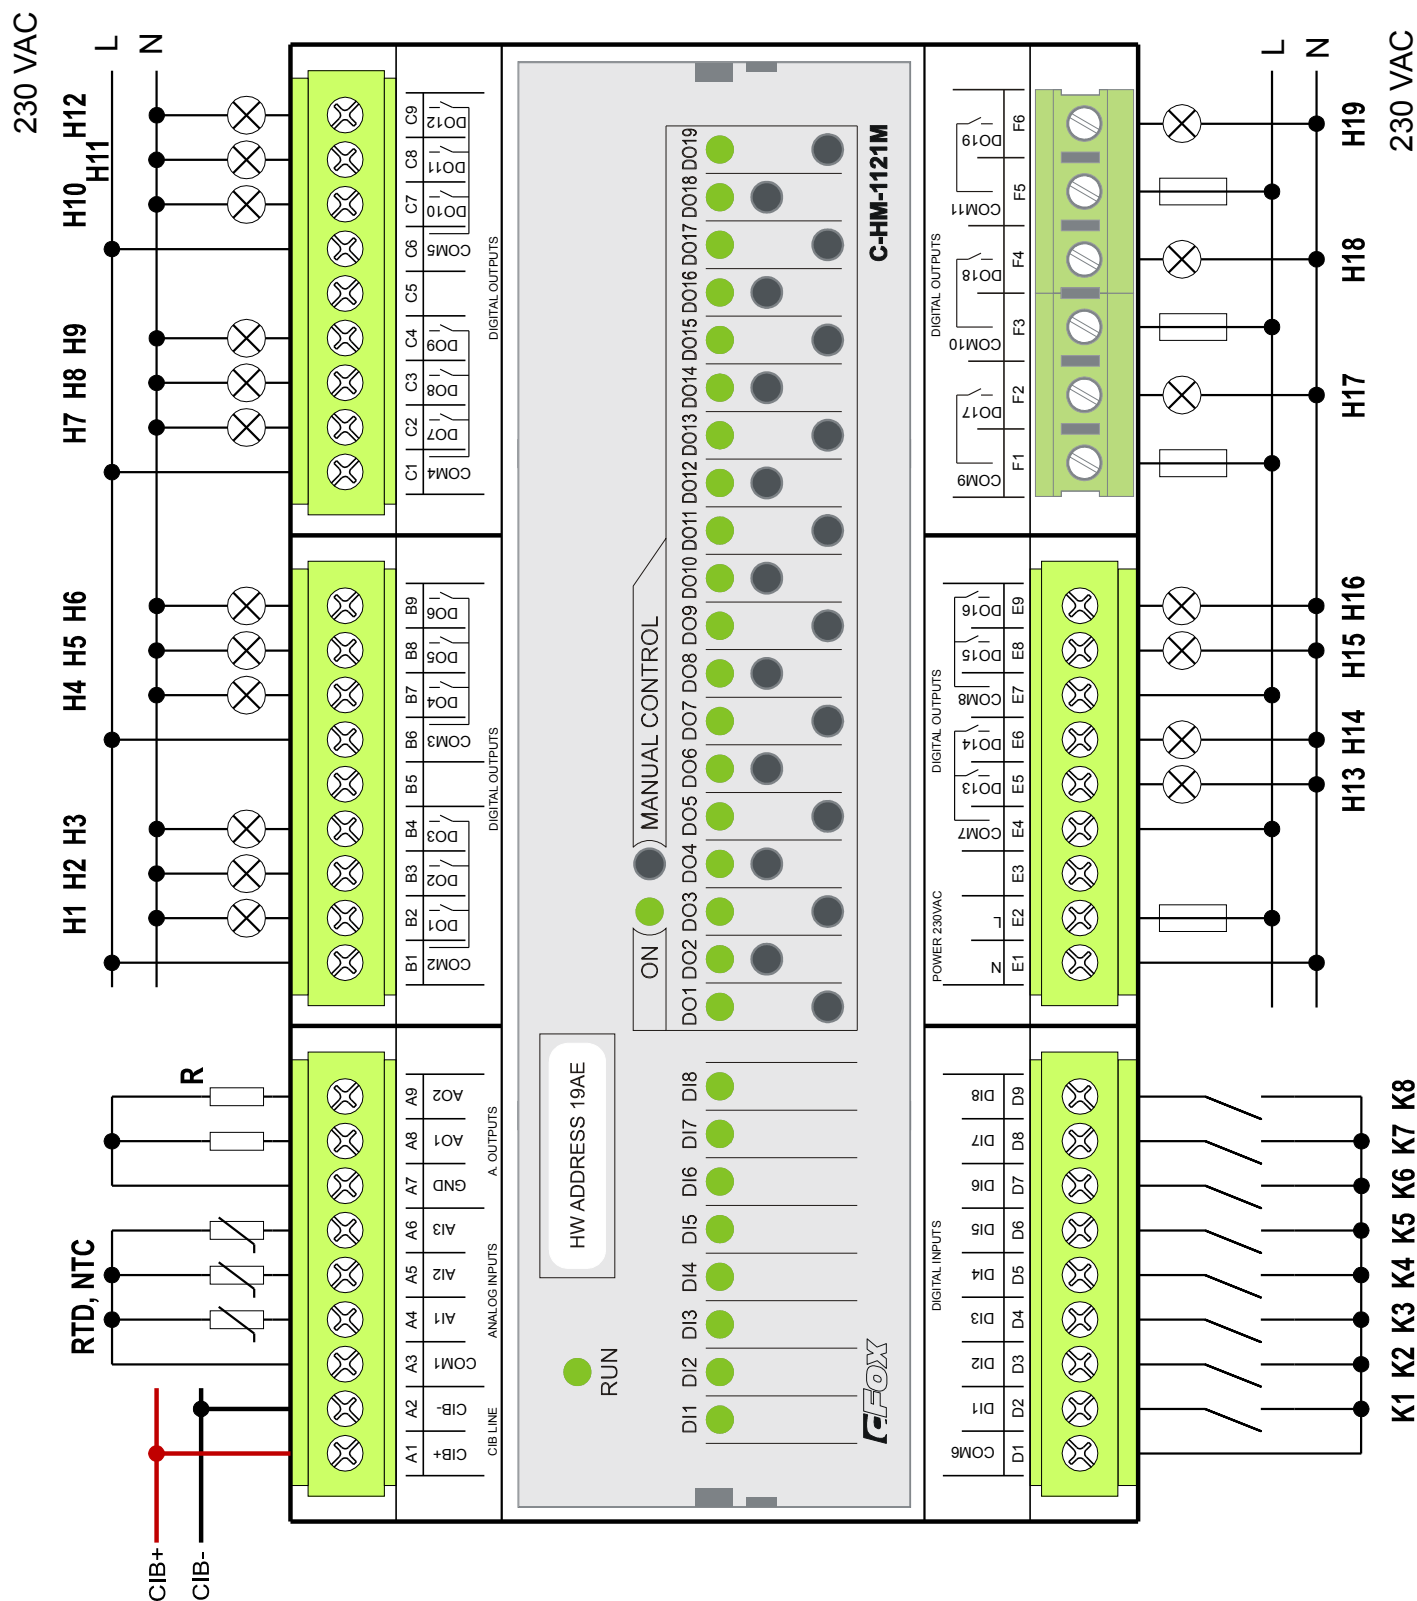 230 VAC
L
N
H12
H11
H10
H9
H8
H7
H6
H5
H4
H3
H2
H1
R
RTD, NTC
CIB+
CIB-
C9 DO12
C8 DO11
C7 DO10
C6 COM5
C5
C4 DO9
C3 DO8
C2 DO7
C1 COM4
DIGITAL OUTPUTS
B9 DO6
B8 DO5
B7 DO4
B6 COM3
B5
B4 DO3
B3 DO2
B2 DO1
B1 COM2
DIGITAL OUTPUTS
A9 AO2
A8 AO1
A7 GND
A. OUTPUTS
A6 AI3
A5 AI2
A4 AI1
A3 COM1
ANALOG INPUTS
A2 CIB-
A1 CIB+
CIB LINE
HW ADDRESS 19AE
RUN
ON
MANUAL CONTROL
DO19
DO18
DO17
DO16
DO15
DO14
DO13
DO12
DO11
DO10
DO9
DO8
DO7
DO6
DO5
DO4
DO3
DO2
DO1
DI8
DI7
DI6
DI5
DI4
DI3
DI2
DI1
C-HM-1121M
CFOX
DIGITAL OUTPUTS
DO19 F6
COM11 F5
DO18 F4
COM10 F3
DO17 F2
COM9 F1
DIGITAL OUTPUTS
DO16 E9
DO15 E8
COM8 E7
DO14 E6
DO13 E5
COM7 E4
E3
POWER 230VAC
L E2
N E1
DIGITAL INPUTS
DI8 D9
DI7 D8
DI6 D7
DI5 D6
DI4 D5
DI3 D4
DI2 D3
DI1 D2
COM6 D1
230 VAC
L
N
H19
H18
H17
H16
H15
H14
H13
K8
K7
K6
K5
K4
K3
K2
K1